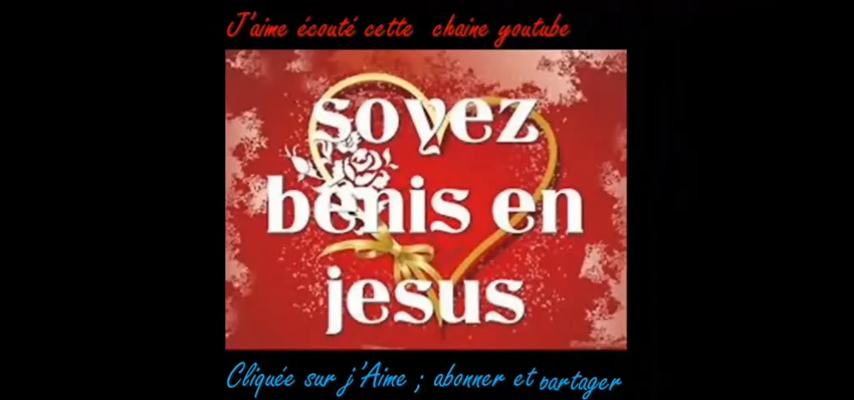 J'aime écouté cette chaine youtube
soyez
benis en
jesus
Cliquée sur j'Aime ; abonner et partager